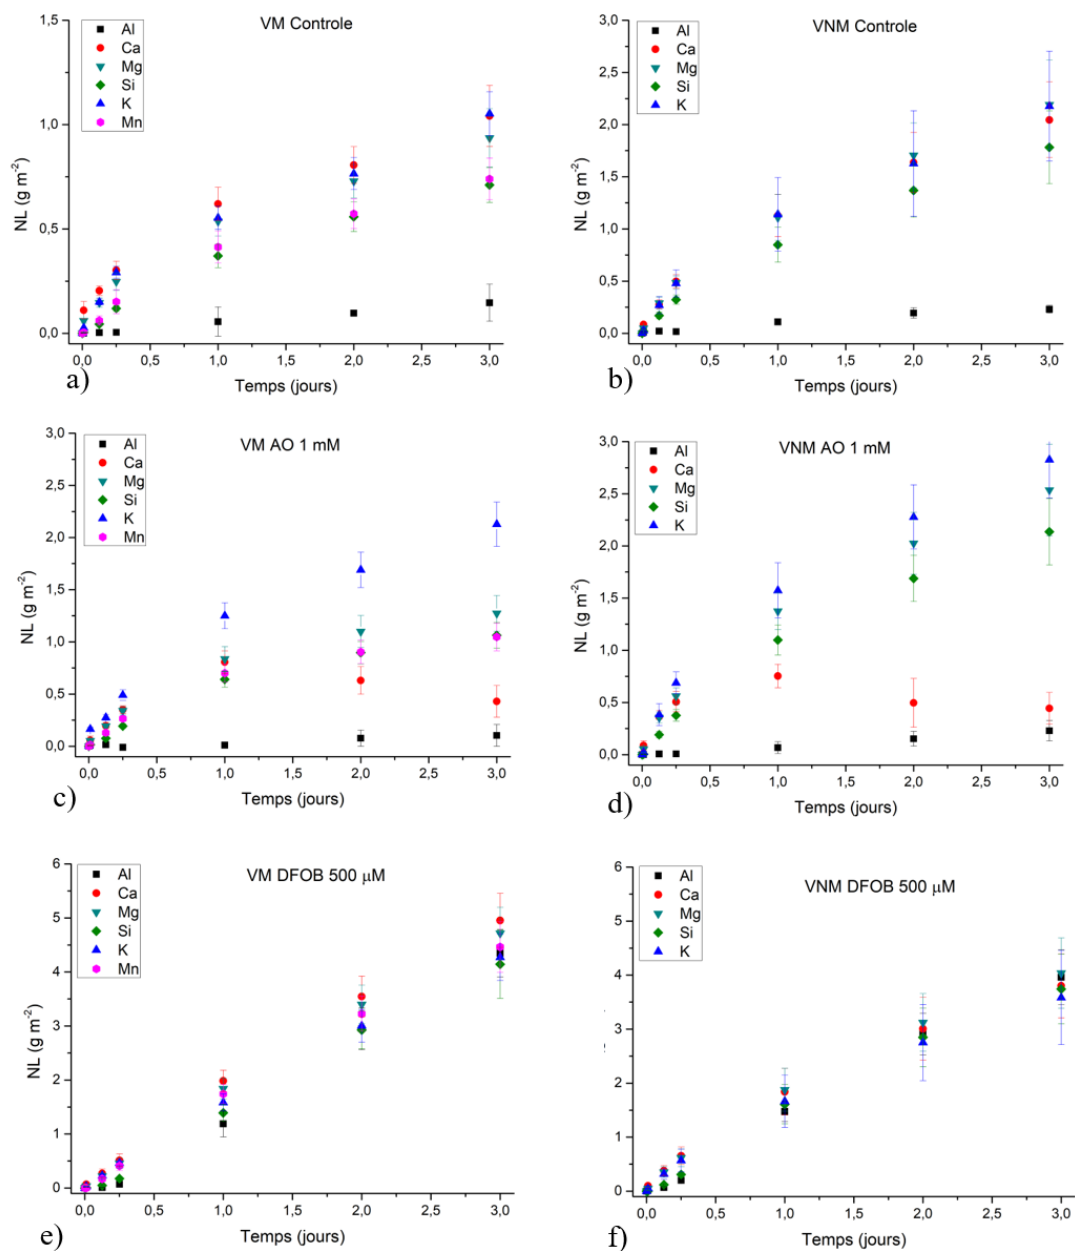 VM Controle
Al
Ca
Mg
Si
K
Mn
NL (g m-2)
1,5
1,0
0,5
0,0
0,0 0,5 1,0 1,5 2,0 2,5 3,0
Temps (jours)
a)
VNM Controle
Al
Ca
Mg
Si
K
NL (g m-2)
3,0
2,5
2,0
1,5
1,0
0,5
0,0
0,0 0,5 1,0 1,5 2,0 2,5 3,0
Temps (jours)
b)
VM AO 1 mM
Al
Ca
Mg
Si
K
Mn
NL (g m-2)
3,0
2,5
2,0
1,5
1,0
0,5
0,0
0,0 0,5 1,0 1,5 2,0 2,5 3,0
Temps (jours)
c)
VNM AO 1 mM
Al
Ca
Mg
Si
K
NL (g m-2)
3,0
2,5
2,0
1,5
1,0
0,5
0,0
0,0 0,5 1,0 1,5 2,0 2,5 3,0
Temps (jours)
d)
VM DFOB 500 µM
Al
Ca
Mg
Si
K
Mn
NL (g m-2)
6
5
4
3
2
1
0
0,0 0,5 1,0 1,5 2,0 2,5 3,0
Temps (jours)
e)
VNM DFOB 500 µM
Al
Ca
Mg
Si
K
6
5
4
3
2
1
0
0,0 0,5 1,0 1,5 2,0 2,5 3,0
Temps (jours)
f)